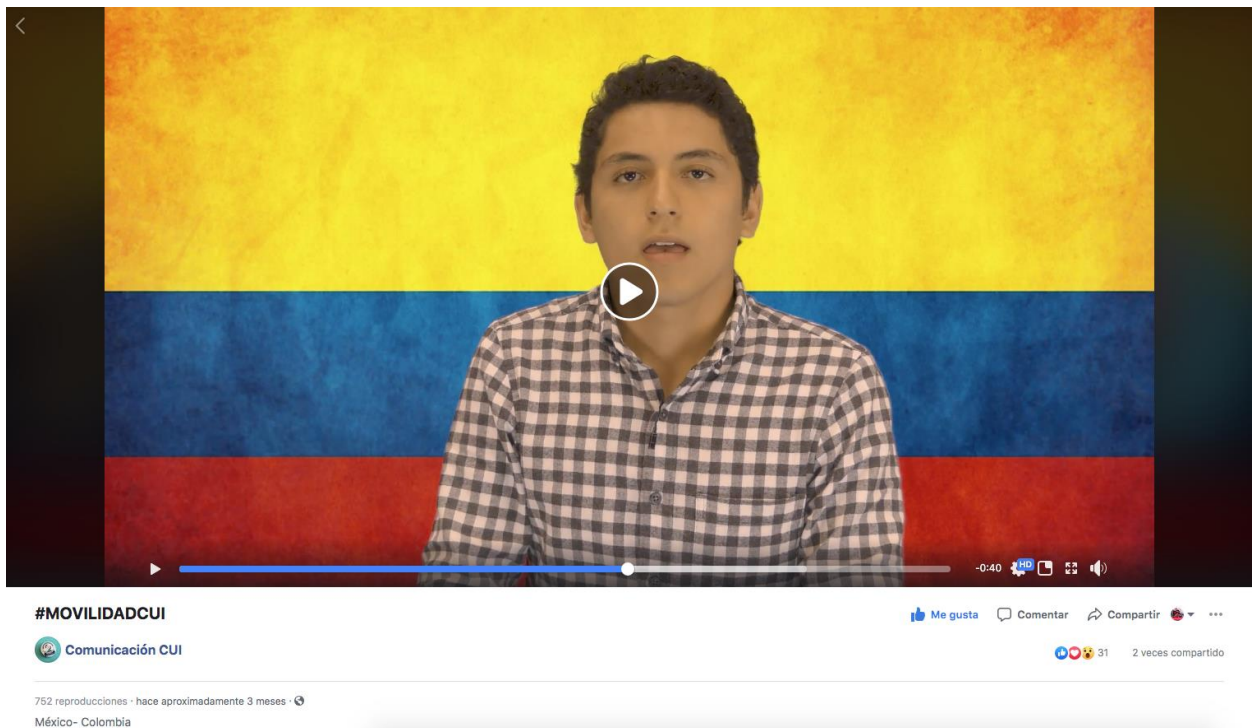 -0:40 HD
#MOVILIDADCUI
Me gusta Comentar Compartir
Comunicación CUI
31 2 veces compartido
752 reproducciones · hace aproximadamente 3 meses ·
México- Colombia